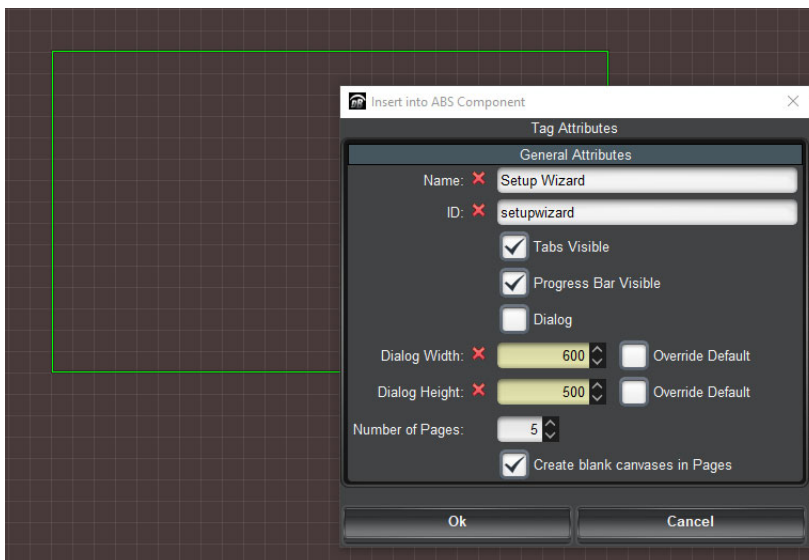 Insert into ABS Component
Tag Attributes
General Attributes
Name: Setup Wizard
ID: setupwizard
Tabs Visible
Progress Bar Visible
Dialog
Dialog Width: 600 Override Default
Dialog Height: 500 Override Default
Number of Pages: 5
Create blank canvases in Pages
Ok Cancel